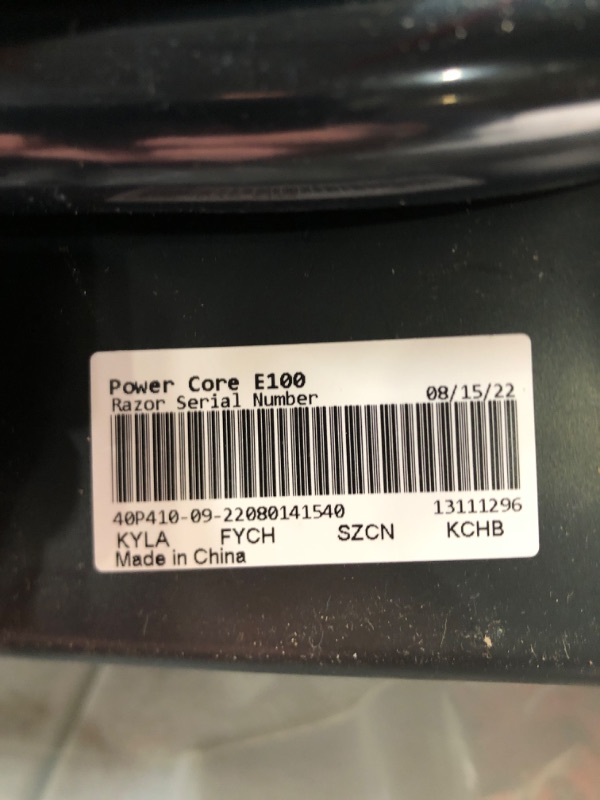 Power Core E100
Razor Serial Number 08/15/22
40P410-09-22080141540 13111296
KYLA FYCH SZCN KCHB
Made in China